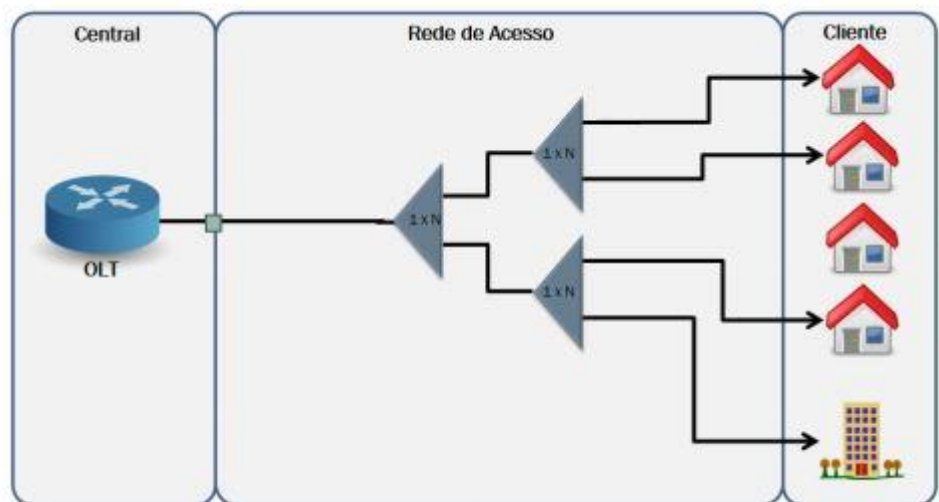 Central
Rede de Acesso
Cliente
1 x N
1 x N
1 x N
OLT